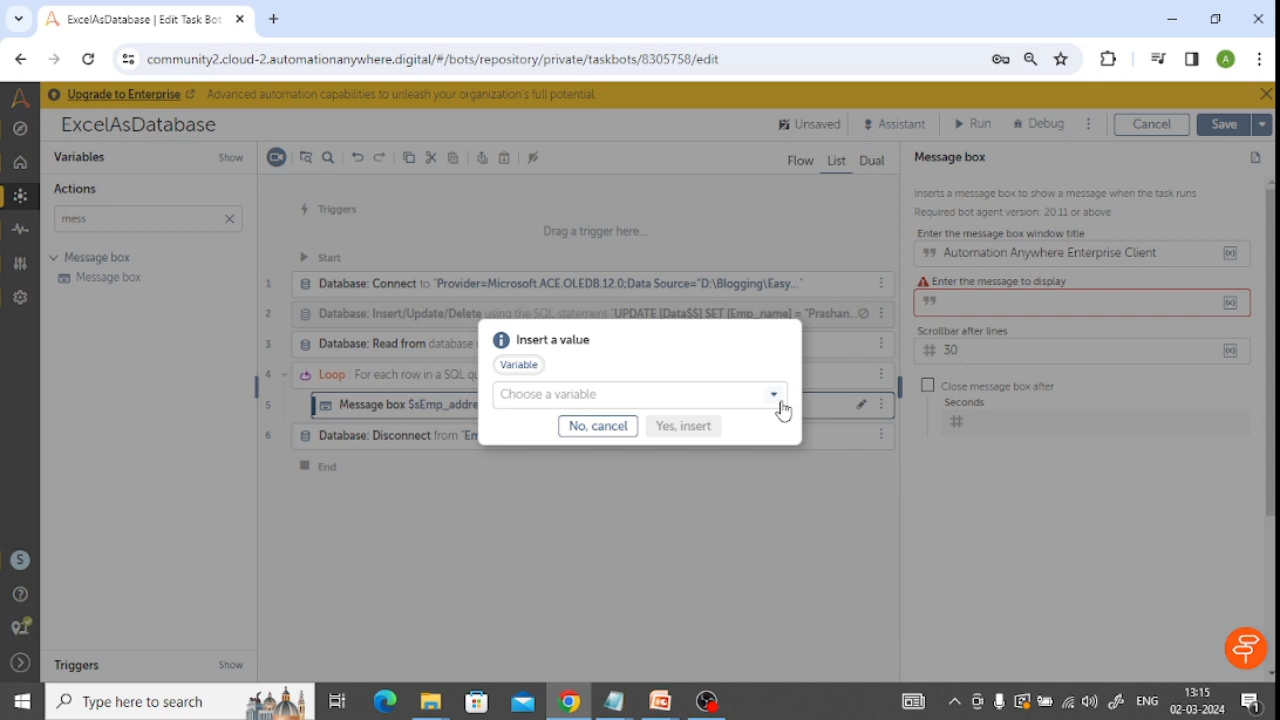 ExcelAsDatabase | Edit Task Bot
community2.cloud-2.automationanywhere.digital/#/bots/repository/private/taskbots/8305758/edit
A
Upgrade to Enterprise
Advanced automation capabilities to unleash your organization's full potential.
ExcelAsDatabase
Unsaved
Assistant
Run
Debug
Cancel
Save
Variables
Show
Actions
mess
Message box
Message box
Triggers
Show
Flow
List
Dual
Triggers
Drag a trigger here...
Start
1 Database: Connect to "Provider=Microsoft.ACE.OLEDB.12.0;Data Source="D:\Blogging\Easy..."
2 Database: Insert/Update/Delete using the SQL statement "UPDATE [Data$$] SET [Emp_name] = "Prashan...
3 Database: Read from database
4 Loop : For each row in a SQL
5 Message box $sEmp_addre
6 Database: Disconnect from
End
Insert a value
Variable
Choose a variable
No, cancel
Yes, insert
Message box
Inserts a message box to show a message when the task runs
Required bot agent version: 20.11 or above
Enter the message box window title
Automation Anywhere Enterprise Client
(x)
Enter the message to display
(x)
Scrollbar after lines
# 30
(x)
Close message box after
Seconds
#
S
Type here to search
ENG
13:15
02-03-2024
1